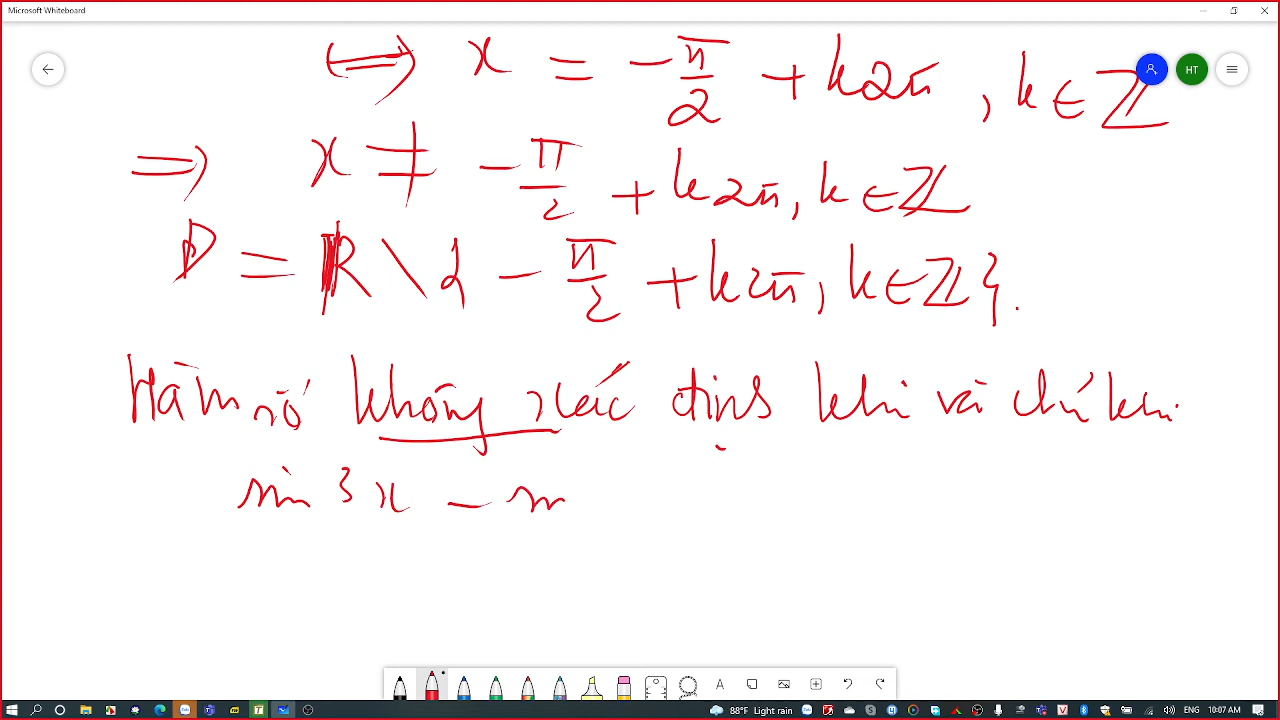 Microsoft Whiteboard
⟺ x = -π/2 + k2π, k ∈ ℤ
HT
⟹ x ≠ -π/2 + k2π, k ∈ ℤ
D = ℝ \ { -π/2 + k2π, k ∈ ℤ}.
Hàm số không xác định khi và chỉ khi
sin 3x -
88°F Light rain
ENG
10:07 AM